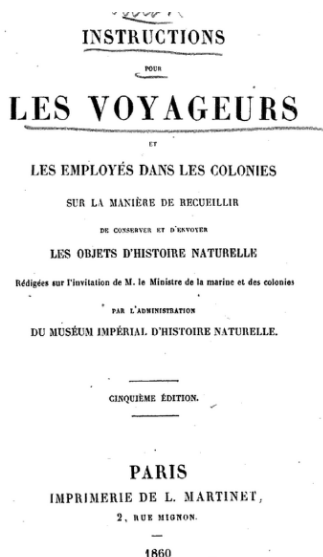 INSTRUCTIONS
POUR
LES VOYAGEURS
ET
LES EMPLOYÉS DANS LES COLONIES
SUR LA MANIÈRE DE RECUEILLIR
DE CONSERVER ET D'ENVOYER
LES OBJETS D'HISTOIRE NATURELLE
Rédigées sur l'invitation de M. le Ministre de la marine et des colonies
PAR L'ADMINISTRATION
DU MUSÉUM IMPÉRIAL D'HISTOIRE NATURELLE.
CINQUIÈME ÉDITION.
PARIS
IMPRIMERIE DE L. MARTINET,
2, RUE MIGNON.
1860